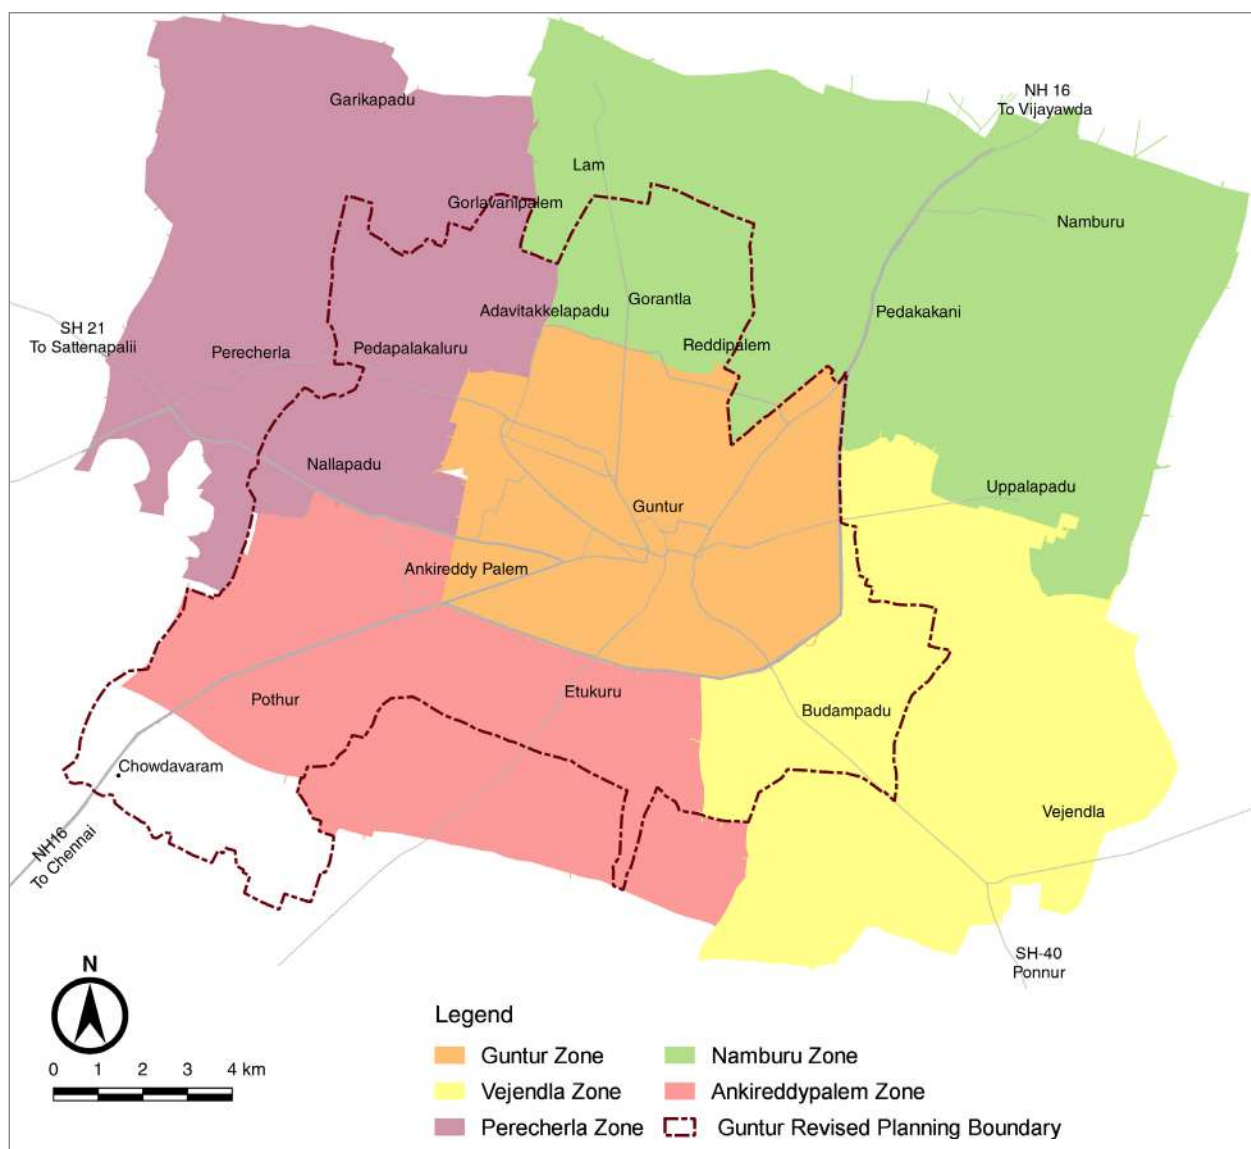 Garikapadu
NH 16
To Vijayawda
Lam
Gorlavanipalem
Namburu
Adavitakkelapadu
Gorantla
Pedakakani
SH 21
To Sattenapalii
Perecherla
Pedapalakaluru
Reddipalem
Nallapadu
Uppalapadu
Guntur
Ankireddy Palem
Pothur
Etukuru
Budampadu
Chowdavaram
Vejendla
NH16
To Chennai
SH-40
Ponnur
N
0 1 2 3 4 km
Legend
Guntur Zone
Namburu Zone
Vejendla Zone
Ankireddypalem Zone
Perecherla Zone
Guntur Revised Planning Boundary